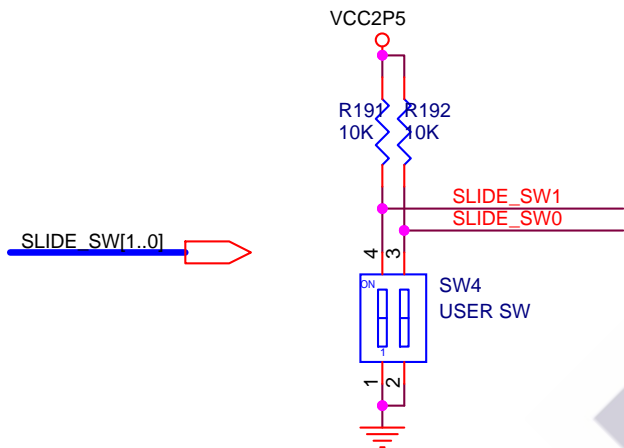 VCC2P5
R191 R192
10K 10K
SLIDE_SW1
SLIDE_SW0
SLIDE_SW[1..0]
4 3
ON
SW4
USER SW
1
1 2